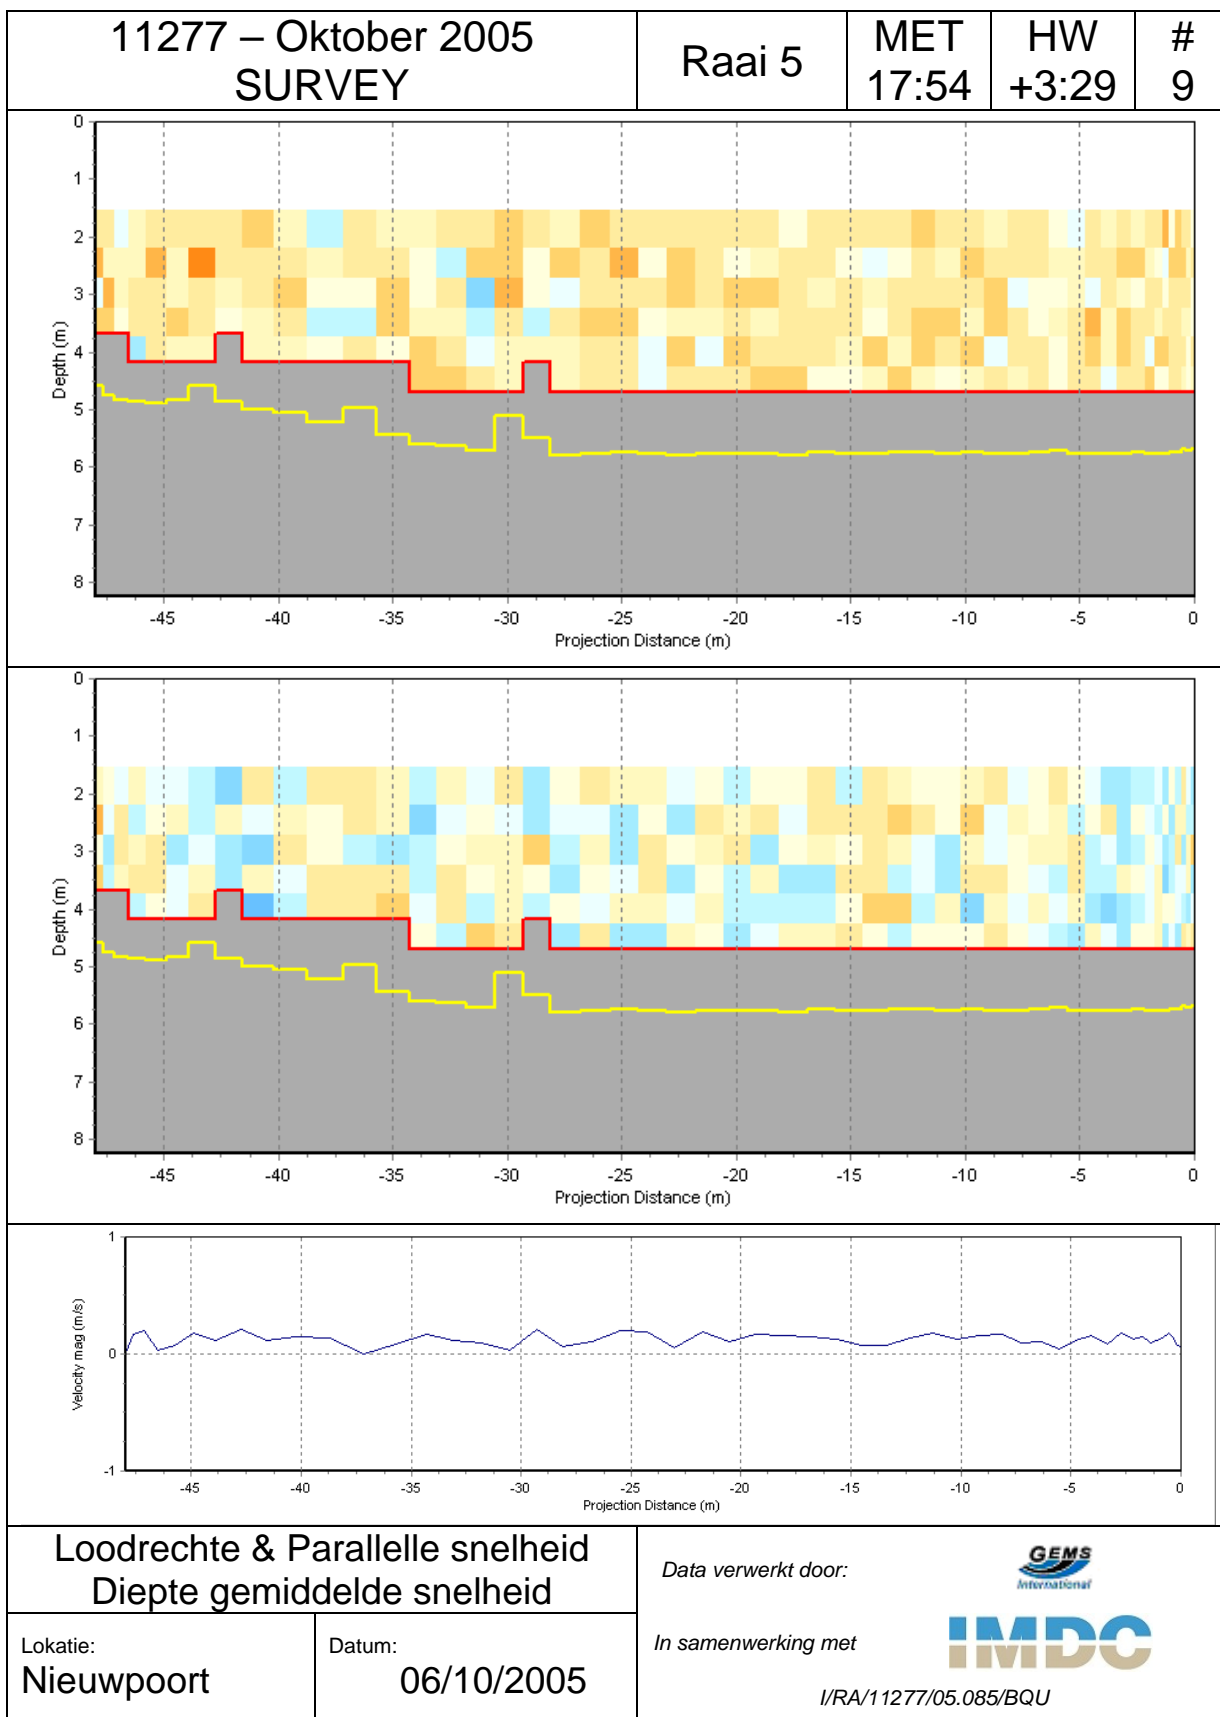 11277 – Oktober 2005
SURVEY
Raai 5
MET
17:54
HW
+3:29
#
9
0
1
2
3
4
5
6
7
8
Depth (m)
-45 -40 -35 -30 -25 -20 -15 -10 -5 0
Projection Distance (m)
0
1
2
3
4
5
6
7
8
Depth (m)
-45 -40 -35 -30 -25 -20 -15 -10 -5 0
Projection Distance (m)
1
0
-1
Velocity mag (m/s)
-45 -40 -35 -30 -25 -20 -15 -10 -5 0
Projection Distance (m)
Loodrechte & Parallelle snelheid
Diepte gemiddelde snelheid
Lokatie:
Nieuwpoort
Datum:
06/10/2005
Data verwerkt door:
GEMS
International
In samenwerking met
IMDC
I/RA/11277/05.085/BQU